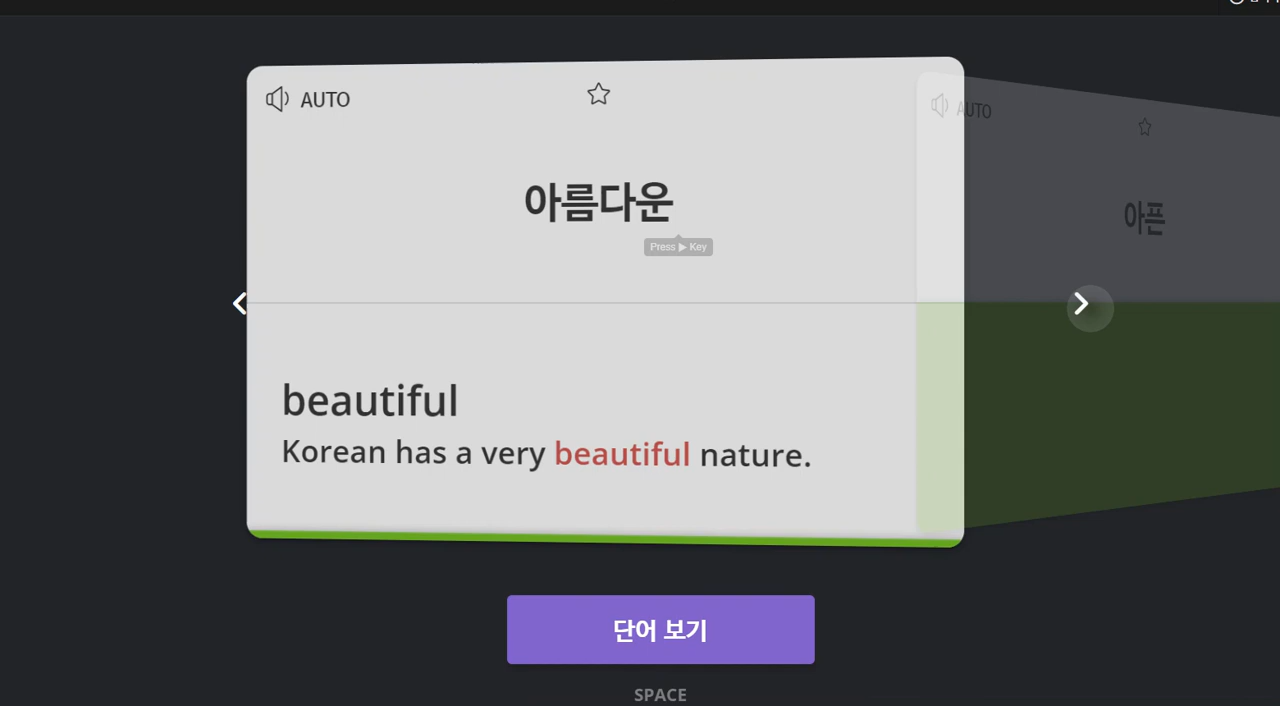 AUTO
AUTO
아름다운
아픈
Press ▶ Key
beautiful
Korean has a very beautiful nature.
단어 보기
SPACE